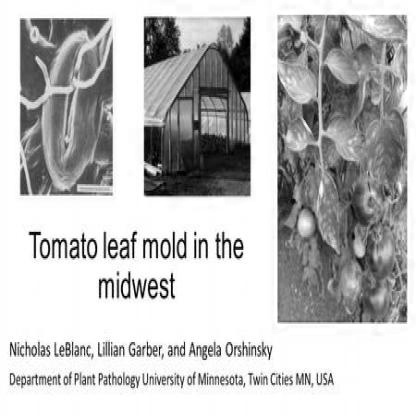 Tomato leaf mold in the
midwest
Nicholas LeBlanc, Lillian Garber, and Angela Orshinsky
Department of Plant Pathology University of Minnesota, Twin Cities MN, USA